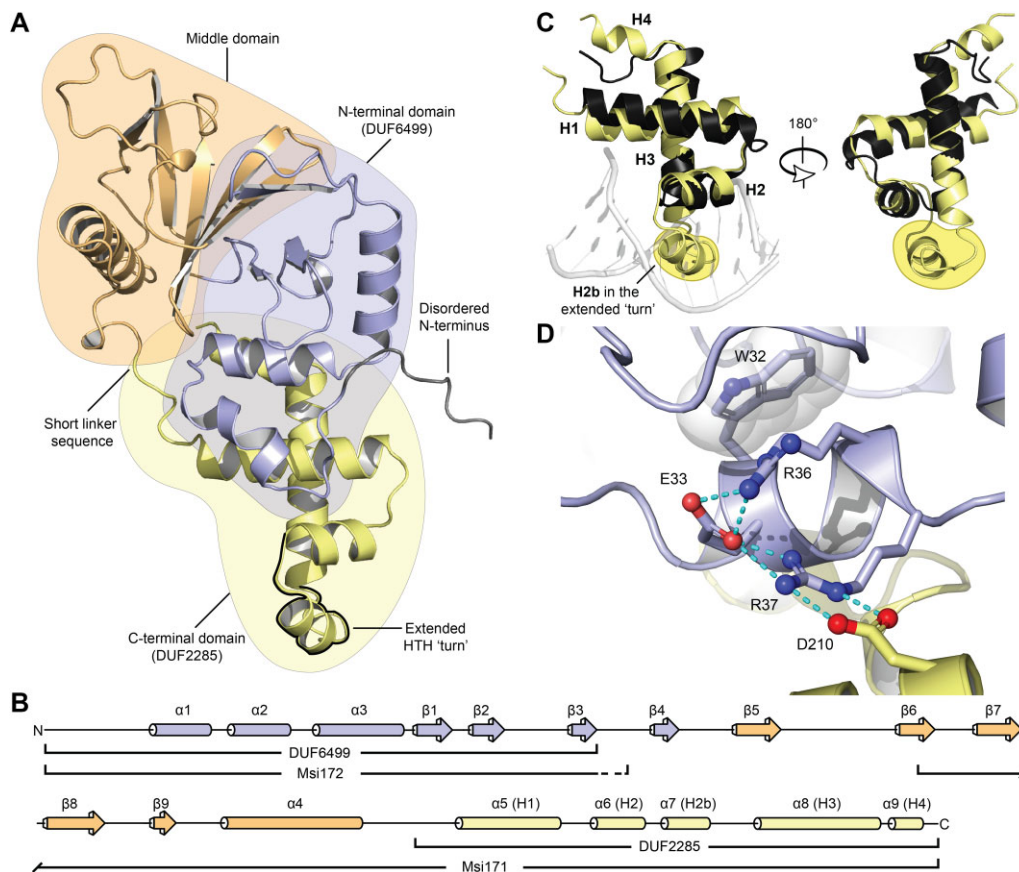 A
Middle domain
N-terminal domain
(DUF6499)
Disordered
N-terminus
Short linker
sequence
C-terminal domain
(DUF2285)
Extended
HTH ‘turn’
C
H4
H1
H3
H2
180°
H2b in the
extended ‘turn’
D
W32
E33
R36
R37
D210
B
N α1 α2 α3 β1 β2 β3 β4 β5 β6 β7
DUF6499
Msi172
β8 β9 α4 α5 (H1) α6 (H2) α7 (H2b) α8 (H3) α9 (H4) C
DUF2285
Msi171